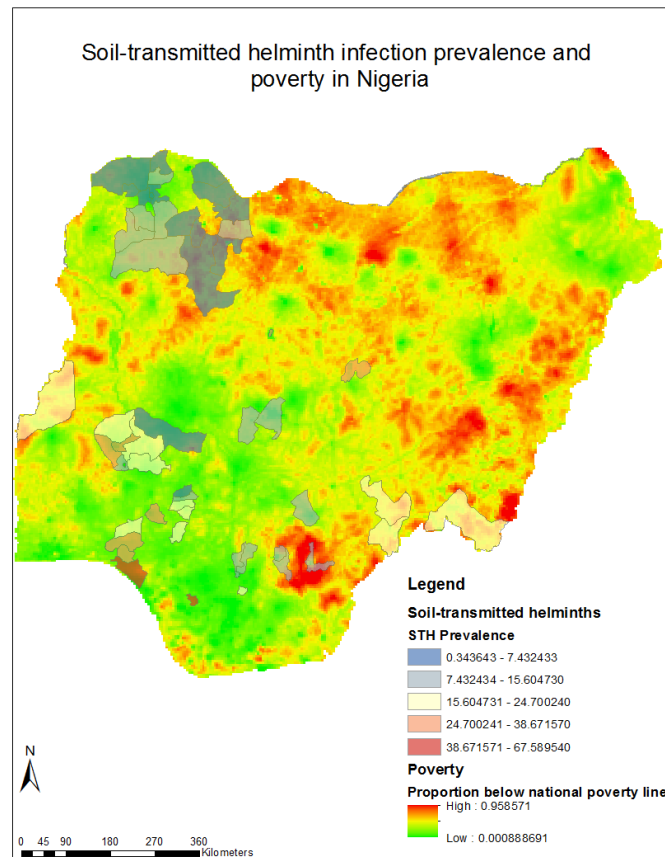 Soil-transmitted helminth infection prevalence and
poverty in Nigeria
Legend
Soil-transmitted helminths
STH Prevalence
0.343643 - 7.432433
7.432434 - 15.604730
15.604731 - 24.700240
24.700241 - 38.671570
38.671571 - 67.589540
Poverty
Proportion below national poverty line
High : 0.958571
Low : 0.000888691
N
0 45 90 180 270 360
Kilometers